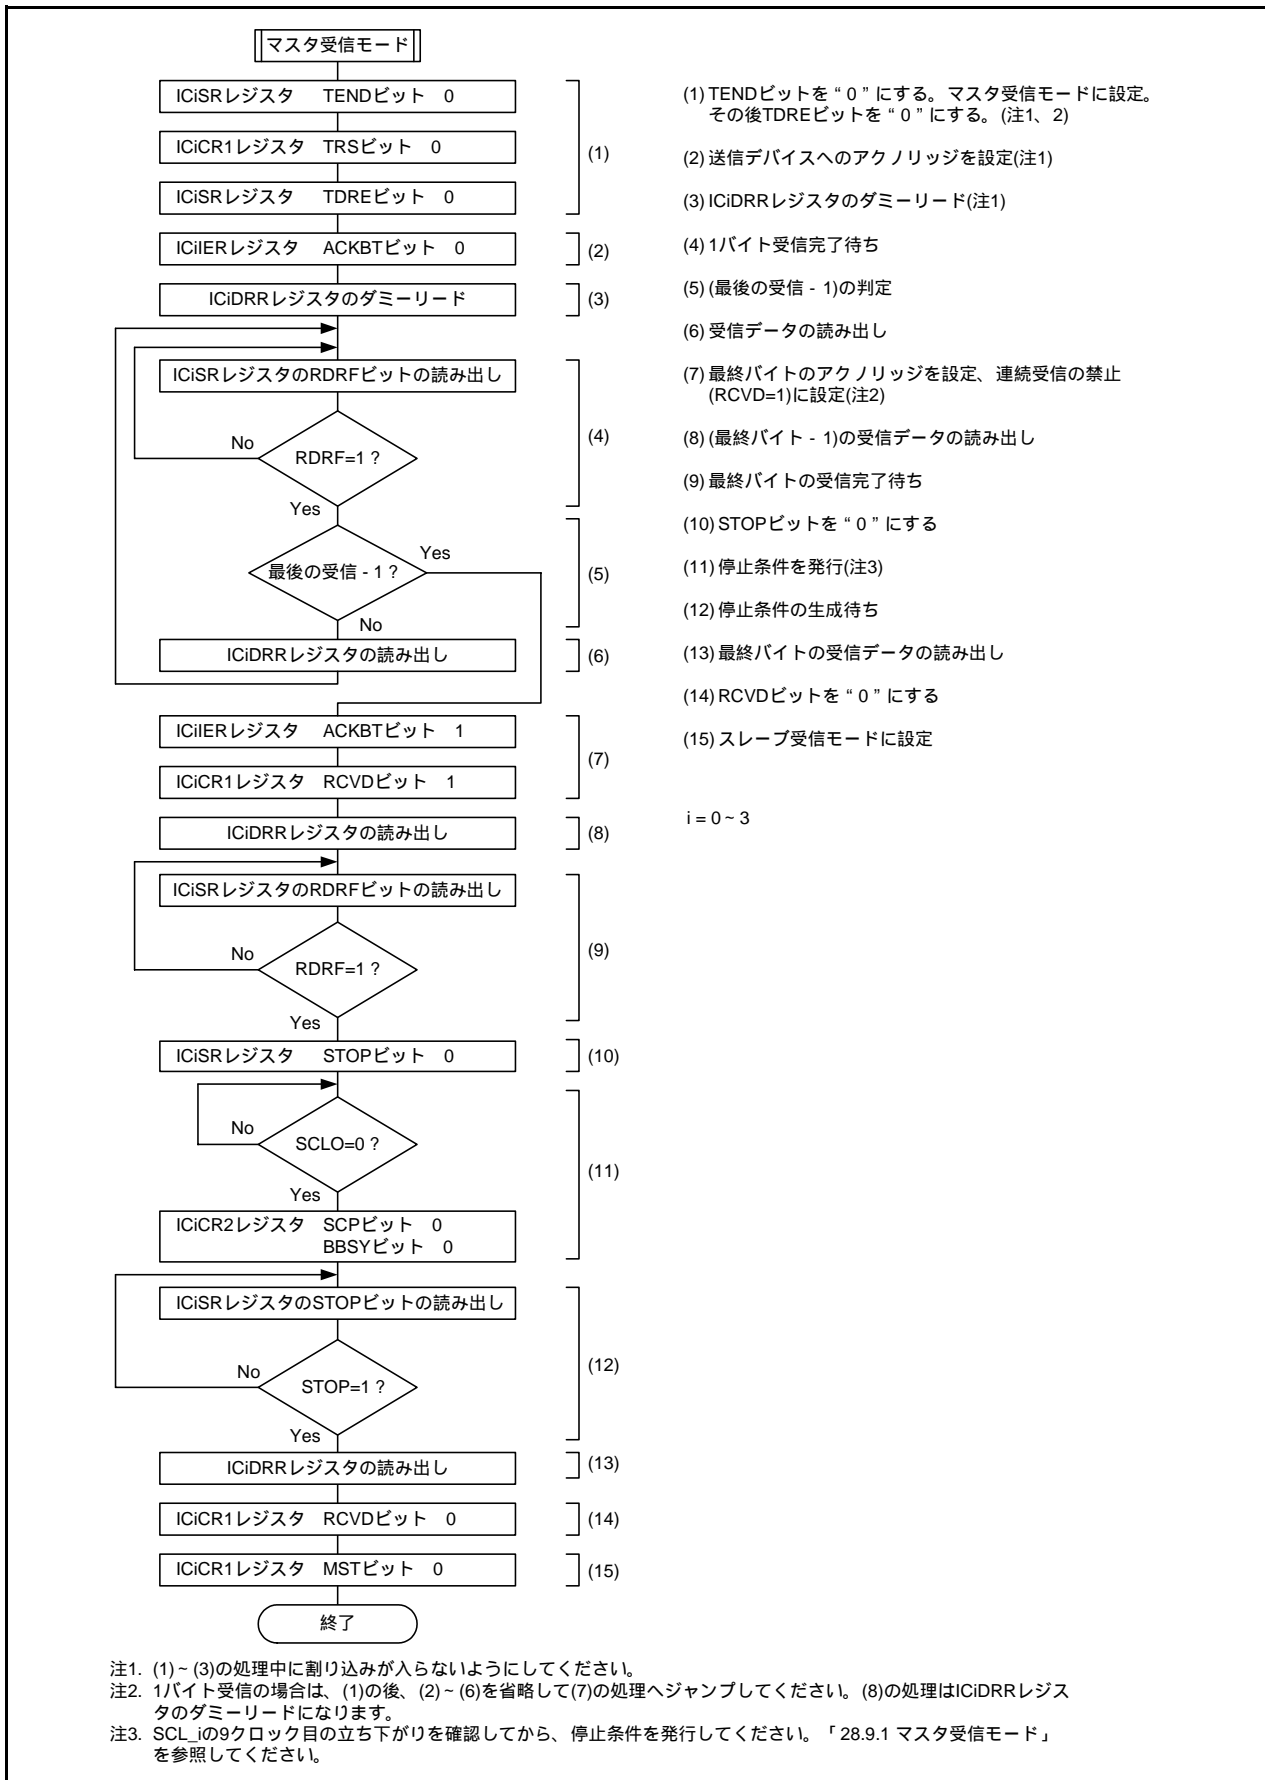 マスタ受信モード
ICiSRレジスタ TENDビット 0
ICiCR1レジスタ TRSビット 0
ICiSRレジスタ TDREビット 0
(1)
ICiIERレジスタ ACKBTビット 0
(2)
ICiDRRレジスタのダミーリード
(3)
ICiSRレジスタのRDRFビットの読み出し
No
RDRF=1 ?
(4)
Yes
最後の受信 - 1 ?
Yes
(5)
No
ICiDRRレジスタの読み出し
(6)
ICiIERレジスタ ACKBTビット 1
ICiCR1レジスタ RCVDビット 1
(7)
ICiDRRレジスタの読み出し
(8)
ICiSRレジスタのRDRFビットの読み出し
No
RDRF=1 ?
(9)
Yes
ICiSRレジスタ STOPビット 0
(10)
No
SCLO=0 ?
(11)
Yes
ICiCR2レジスタ SCPビット 0
BBSYビット 0
ICiSRレジスタのSTOPビットの読み出し
No
STOP=1 ?
(12)
Yes
ICiDRRレジスタの読み出し
(13)
ICiCR1レジスタ RCVDビット 0
(14)
ICiCR1レジスタ MSTビット 0
(15)
終了
(1) TENDビットを“0”にする。マスタ受信モードに設定。
その後TDREビットを“0”にする。(注1、2)
(2) 送信デバイスへのアクノリッジを設定(注1)
(3) ICiDRRレジスタのダミーリード(注1)
(4) 1バイト受信完了待ち
(5) (最後の受信 - 1)の判定
(6) 受信データの読み出し
(7) 最終バイトのアクノリッジを設定、連続受信の禁止
(RCVD=1)に設定(注2)
(8) (最終バイト - 1)の受信データの読み出し
(9) 最終バイトの受信完了待ち
(10) STOPビットを“0”にする
(11) 停止条件を発行(注3)
(12) 停止条件の生成待ち
(13) 最終バイトの受信データの読み出し
(14) RCVDビットを“0”にする
(15) スレーブ受信モードに設定
i = 0 ~ 3
注1. (1) ~ (3)の処理中に割り込みが入らないようにしてください。
注2. 1バイト受信の場合は、(1)の後、(2) ~ (6)を省略して(7)の処理へジャンプしてください。(8)の処理はICiDRRレジス
タのダミーリードになります。
注3. SCL_iの9クロック目の立ち下がりを確認してから、停止条件を発行してください。「28.9.1 マスタ受信モード」
を参照してください。